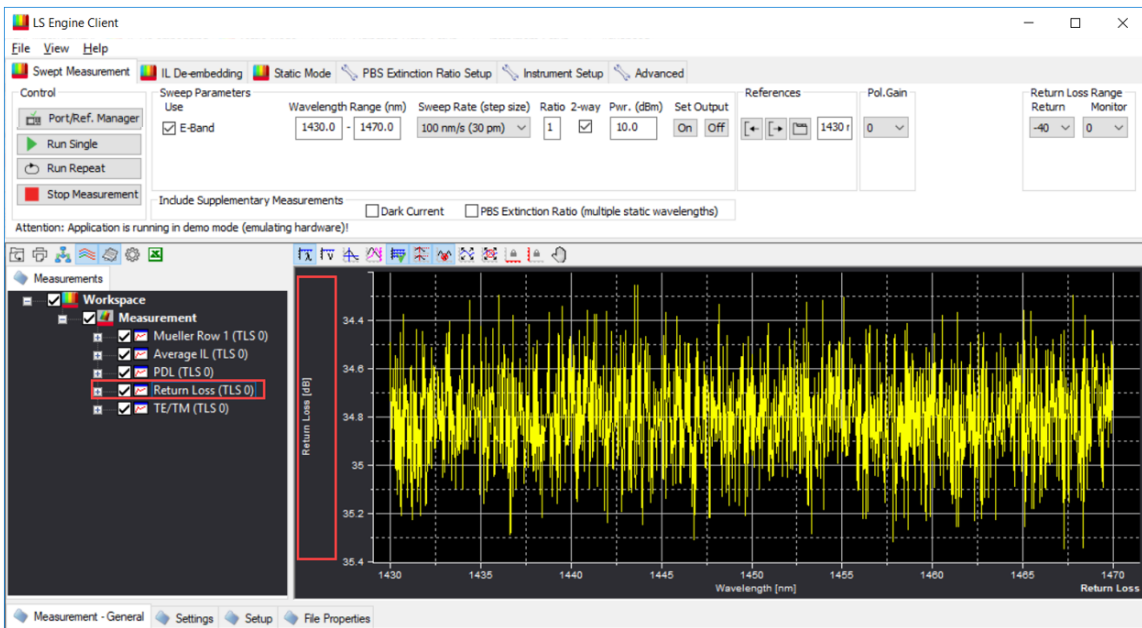 LS Engine Client
File View Help
Swept Measurement IL De-embedding Static Mode PBS Extinction Ratio Setup Instrument Setup Advanced
Control Sweep Parameters References Pol.Gain Return Loss Range
Use Wavelength Range (nm) Sweep Rate (step size) Ratio 2-way Pwr. (dBm) Set Output Return Monitor
Port/Ref. Manager E-Band 1430.0 - 1470.0 100 nm/s (30 pm) 1 10.0 On Off 1430 r 0 -40 0
Run Single
Run Repeat
Stop Measurement
Include Supplementary Measurements
Dark Current PBS Extinction Ratio (multiple static wavelengths)
Attention: Application is running in demo mode (emulating hardware)!
Measurements
Workspace
Measurement
Mueller Row 1 (TLS 0)
Average IL (TLS 0)
PDL (TLS 0)
Return Loss (TLS 0)
TE/TM (TLS 0)
Return Loss [dB]
34.4
34.6
34.8
35
35.2
35.4
1430 1435 1440 1445 1450 1455 1460 1465 1470
Wavelength [nm] Return Loss
Measurement - General Settings Setup File Properties